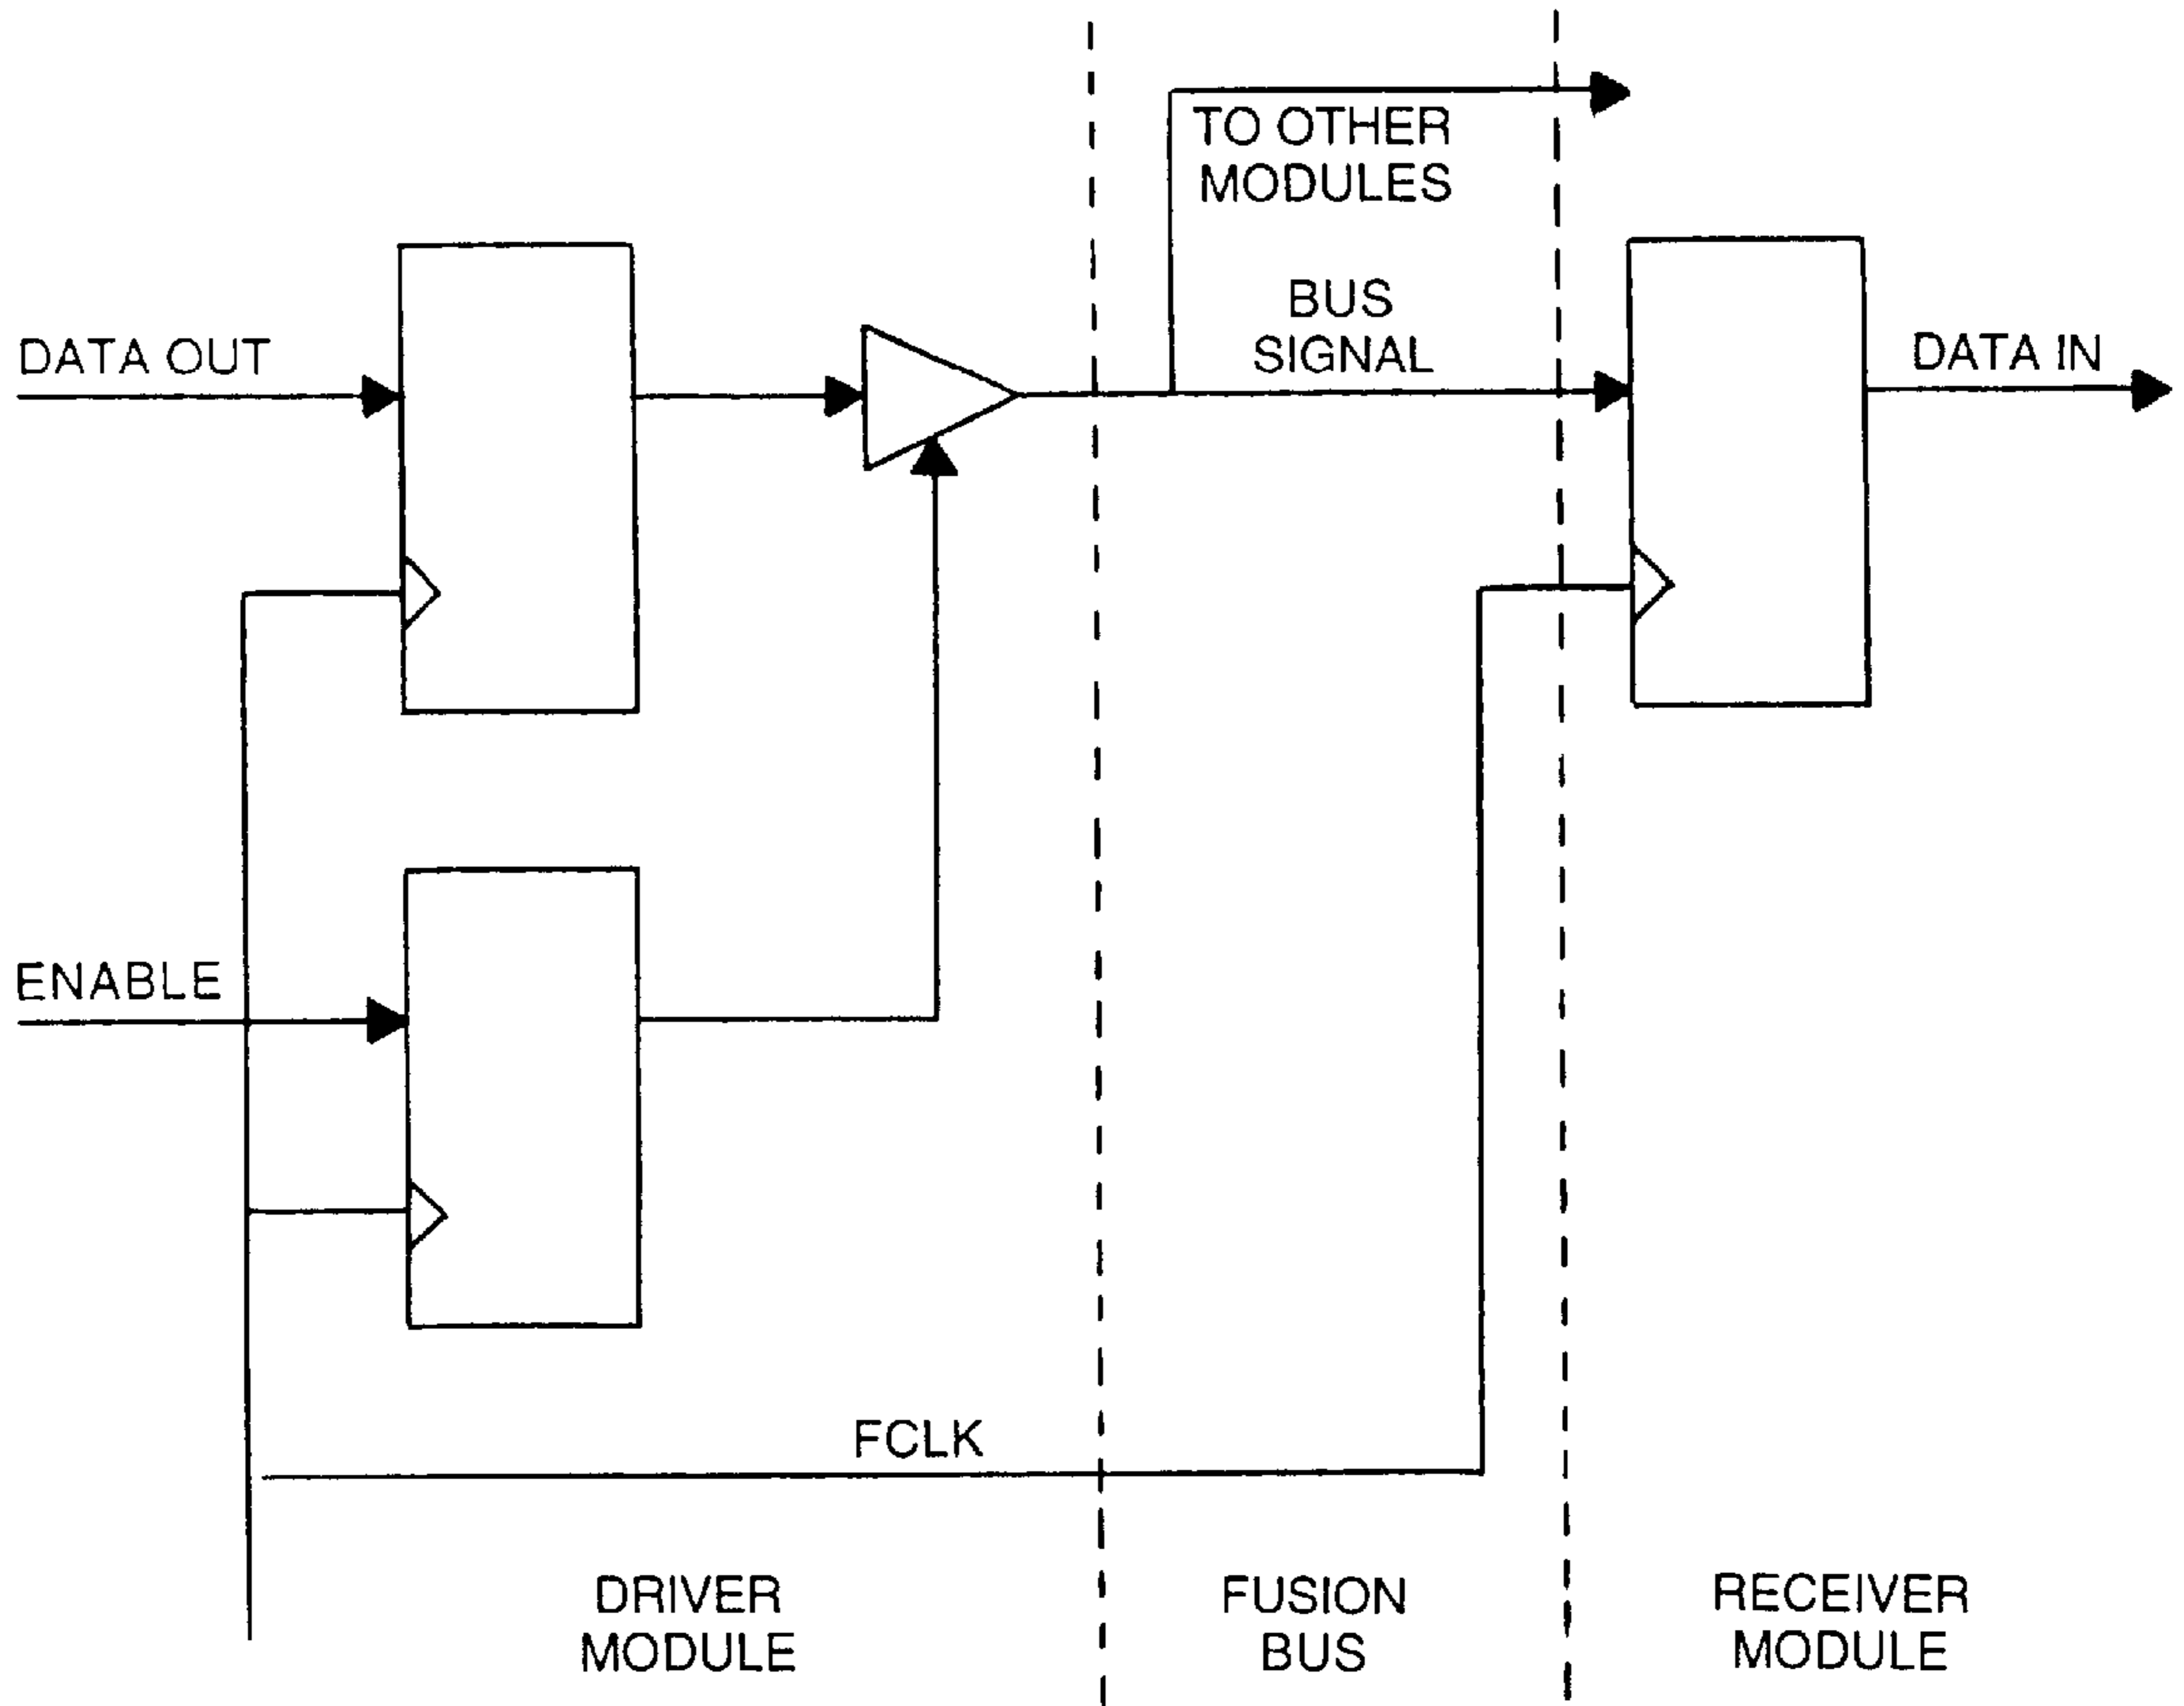 TO OTHER
MODULES
BUS
SIGNAL
DATA OUT
DATA IN
ENABLE
FCLK
DRIVER
MODULE
FUSION
BUS
RECEIVER
MODULE